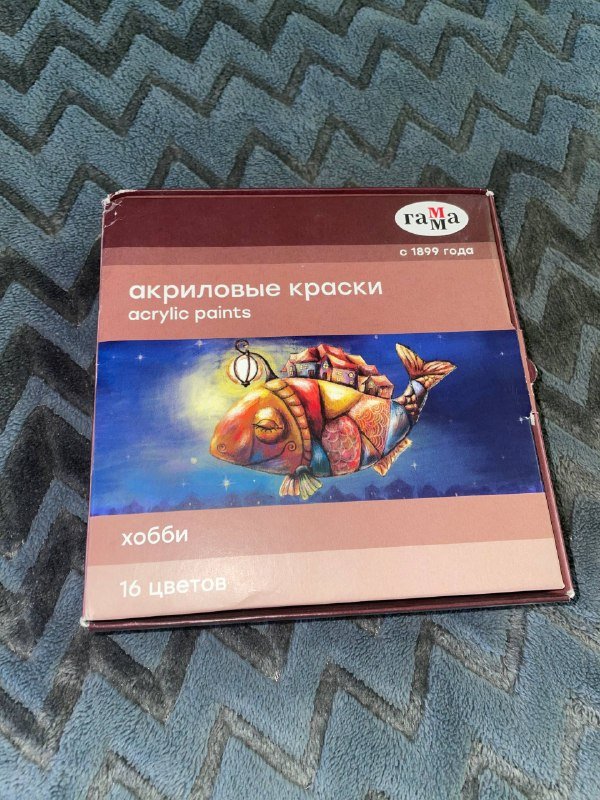 гамма
с 1899 года
акриловые краски
acrylic paints
хобби
16 цветов